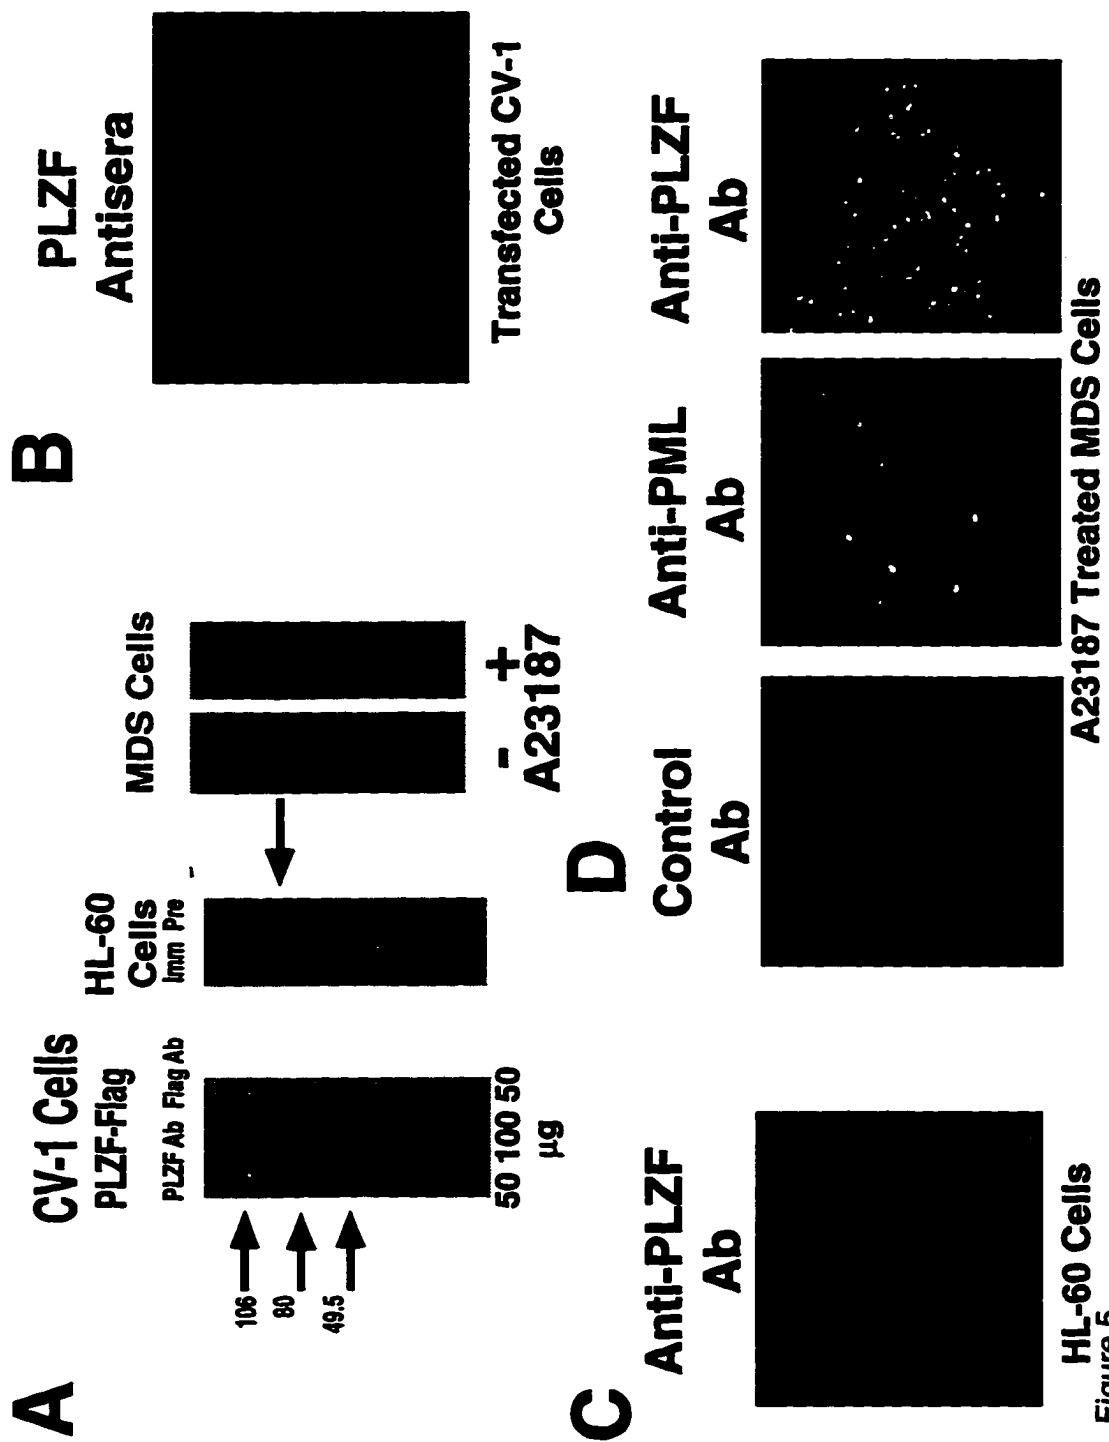 A
CV-1 Cells
PLZF-Flag
PLZF Ab Flag Ab
106
80
49.5
50 100 50
µg
HL-60
Cells
Imm Pre
MDS Cells
- +
A23187
B
PLZF
Antisera
Transfected CV-1
Cells
C
Anti-PLZF
Ab
HL-60 Cells
D
Control
Ab
Anti-PML
Ab
Anti-PLZF
Ab
A23187 Treated MDS Cells
Figure 5